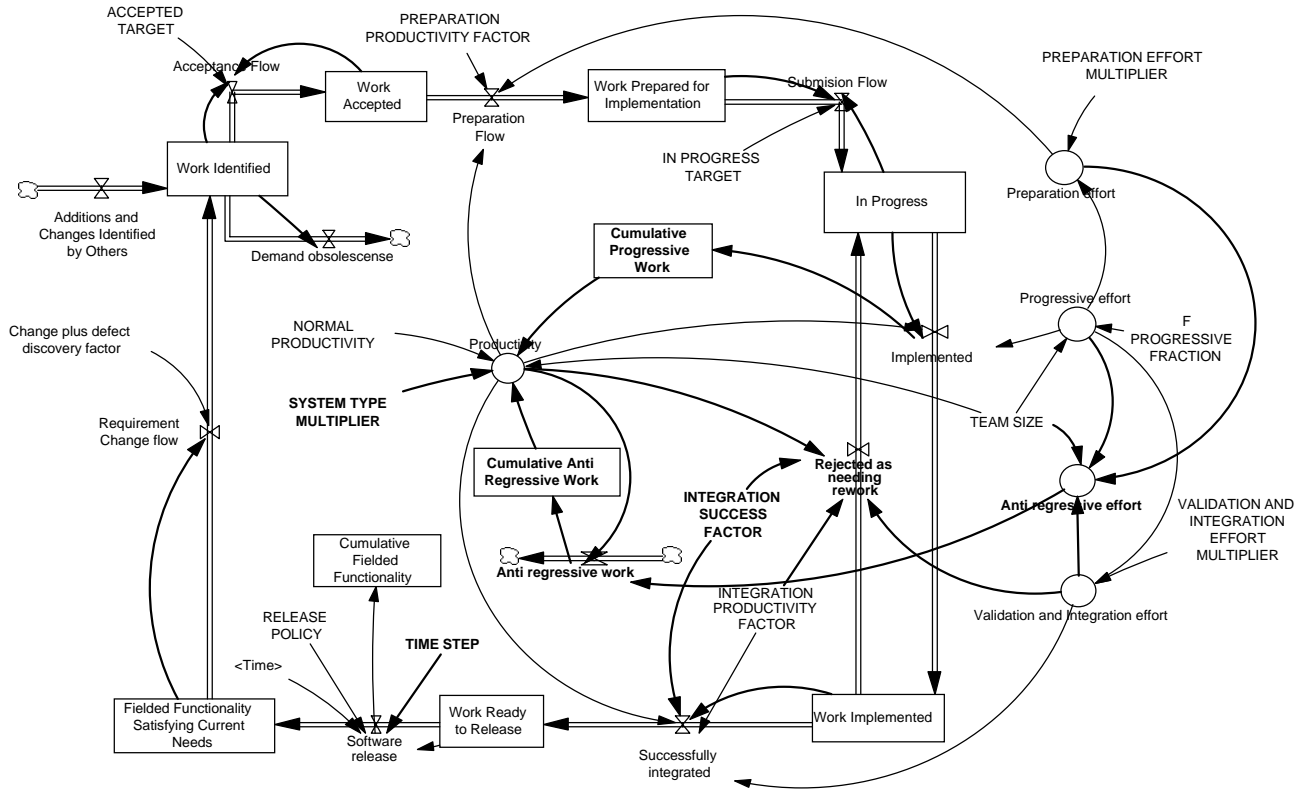 ACCEPTED
TARGET
PREPARATION
PRODUCTIVITY FACTOR
PREPARATION EFFORT
MULTIPLIER
Acceptance Flow
Work
Accepted
Preparation
Flow
Work Prepared for
Implementation
Submision Flow
IN PROGRESS
TARGET
Work Identified
In Progress
Preparation effort
Additions and
Changes Identified
by Others
Demand obsolescense
Cumulative
Progressive
Work
Progressive effort
F
PROGRESSIVE
FRACTION
Change plus defect
discovery factor
NORMAL
PRODUCTIVITY
Productivity
Implemented
SYSTEM TYPE
MULTIPLIER
TEAM SIZE
Requirement
Change flow
Cumulative Anti
Regressive Work
INTEGRATION
SUCCESS
FACTOR
Rejected as
needing
rework
Anti regressive effort
VALIDATION AND
INTEGRATION
EFFORT
MULTIPLIER
Cumulative
Fielded
Functionality
Anti regressive work
INTEGRATION
PRODUCTIVITY
FACTOR
Validation and Integration effort
RELEASE
POLICY
TIME STEP
<Time>
Fielded Functionality
Satisfying Current
Needs
Software
release
Work Ready
to Release
Successfully
integrated
Work Implemented